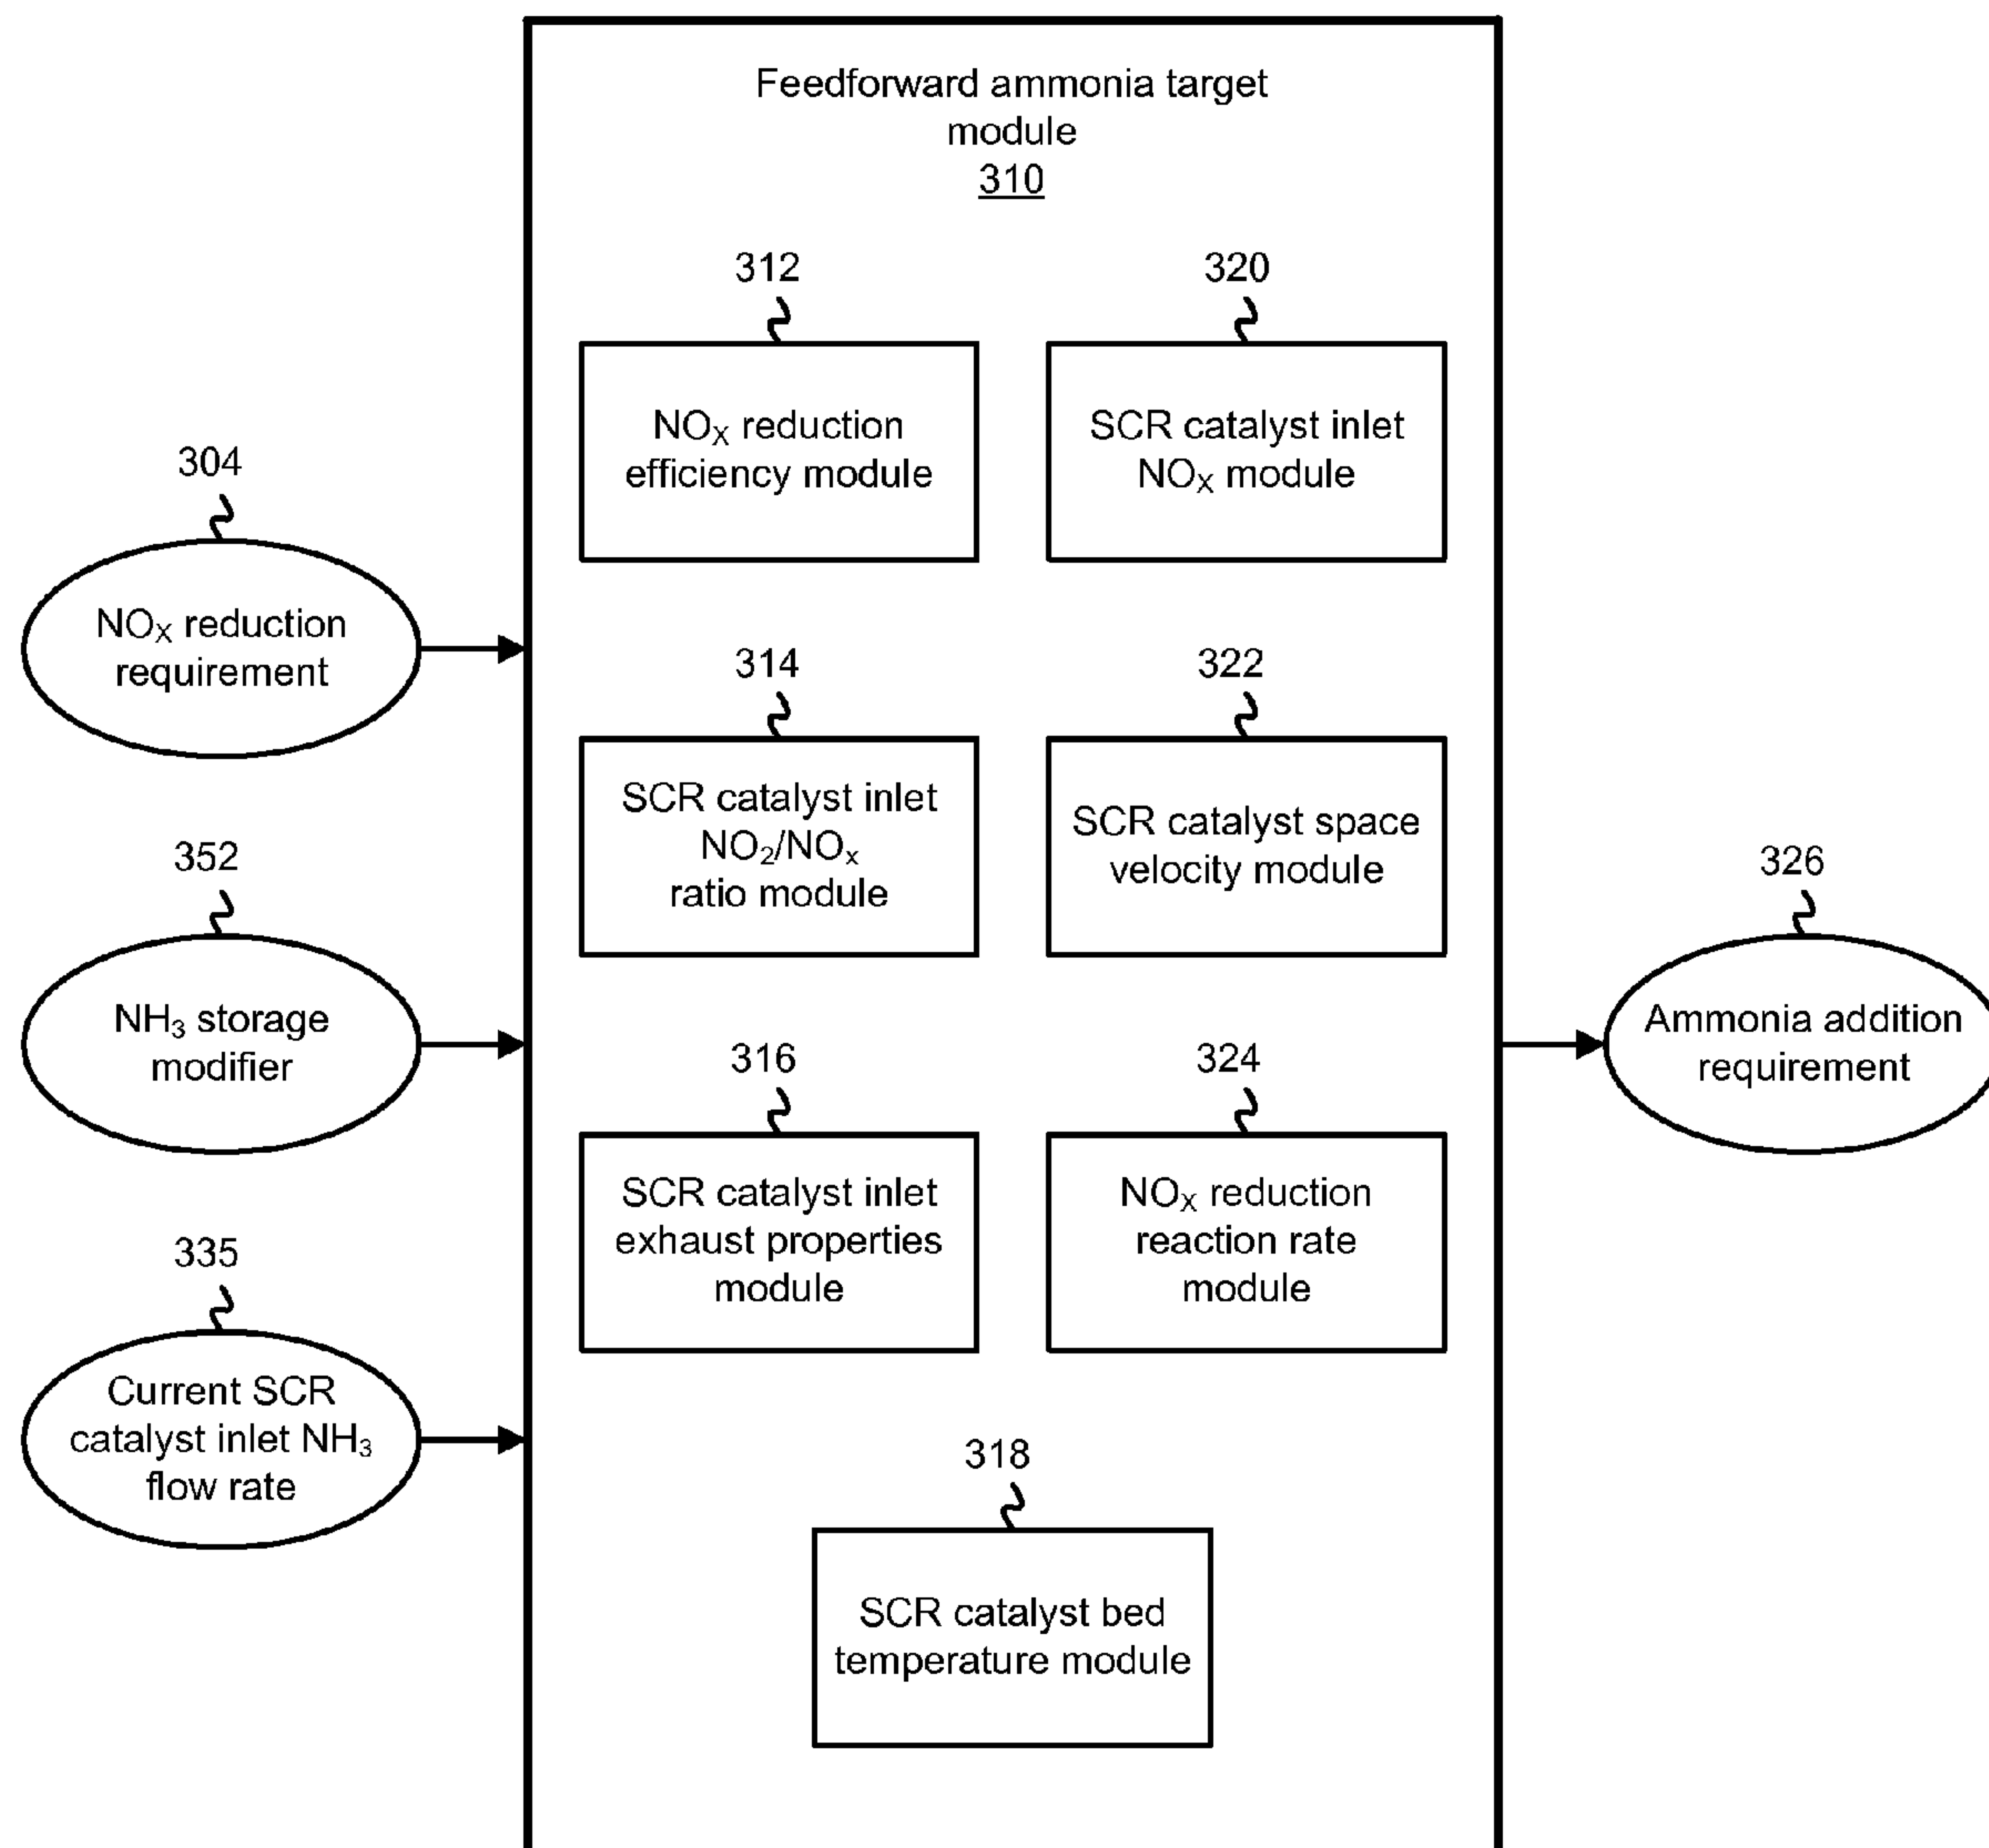 Feedforward ammonia target
module
310
312
320
NOX reduction
efficiency module
SCR catalyst inlet
NOX module
304
NOX reduction
requirement
314
322
SCR catalyst inlet
NO2/NOx
ratio module
SCR catalyst space
velocity module
352
NH3 storage
modifier
326
Ammonia addition
requirement
316
324
SCR catalyst inlet
exhaust properties
module
NOX reduction
reaction rate
module
335
Current SCR
catalyst inlet NH3
flow rate
318
SCR catalyst bed
temperature module